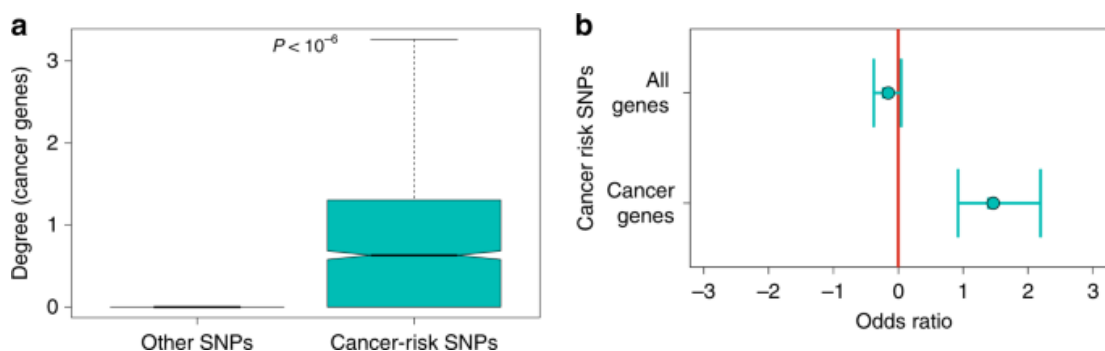 a
Degree (cancer genes)
3
2
1
0
P < 10⁻⁶
Other SNPs
Cancer-risk SNPs
b
Cancer risk SNPs
All
genes
Cancer
genes
–3 –2 –1 0 1 2 3
Odds ratio